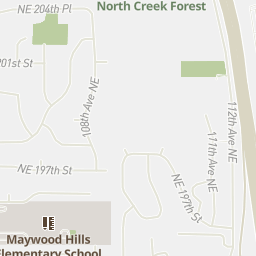 North Creek Forest
NE 204th Pl
201st St
108th Ave NE
112th Ave NE
111th Ave NE
NE 197th St
NE 197th St
Maywood Hills
Elementary School